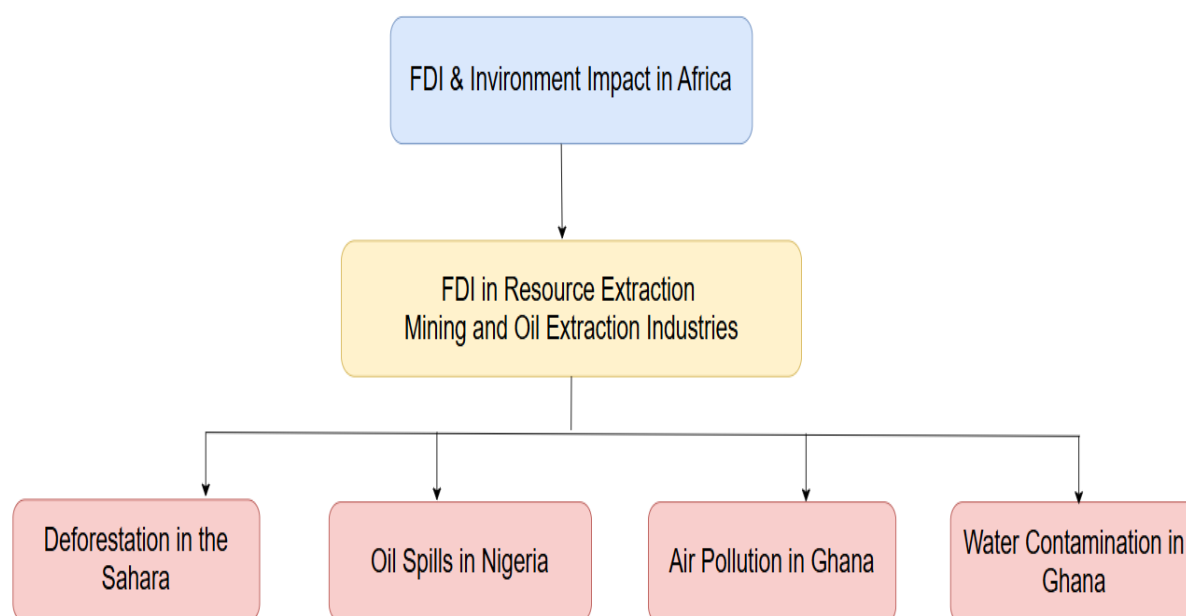 FDI & Invironment Impact in Africa
FDI in Resource Extraction
Mining and Oil Extraction Industries
Deforestation in the
Sahara
Oil Spills in Nigeria
Air Pollution in Ghana
Water Contamination in
Ghana